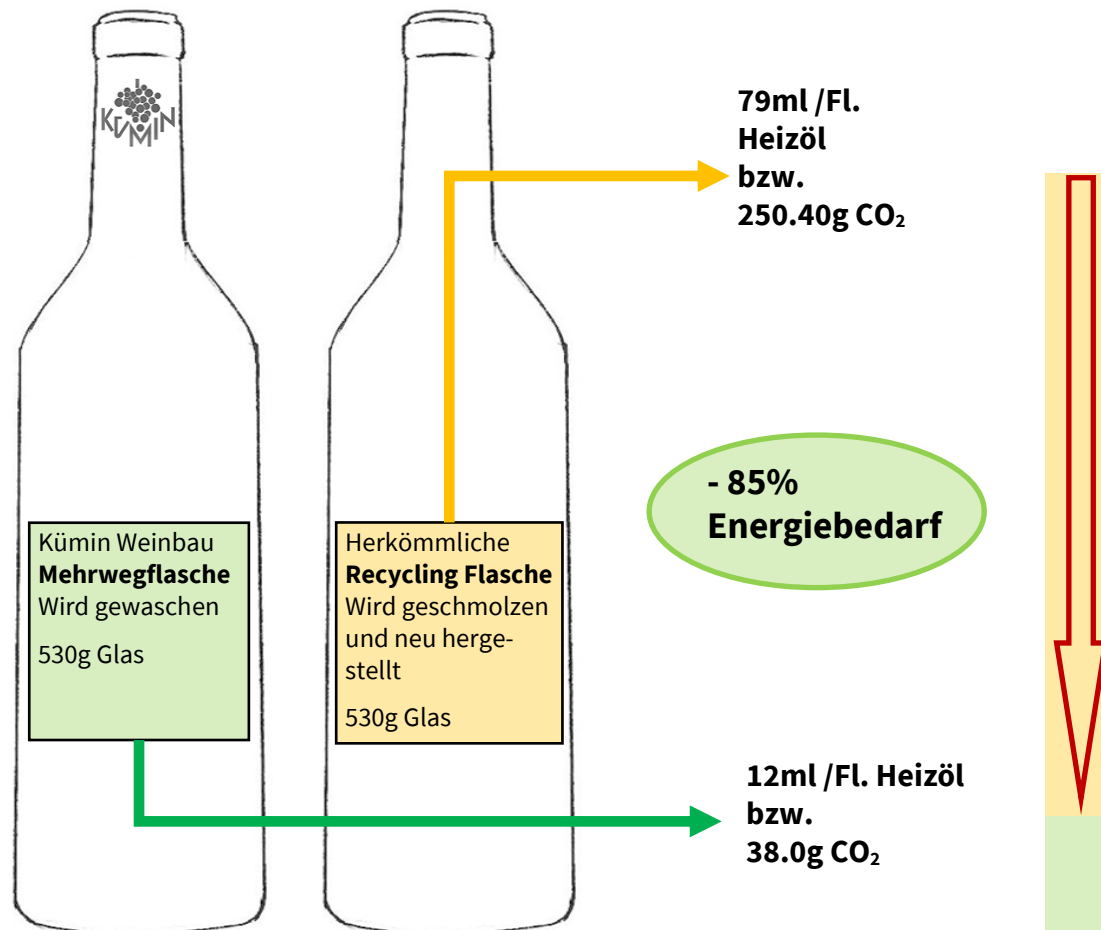 KÜMIN
79ml /Fl.
Heizöl
bzw.
250.40g CO₂
- 85%
Energiebedarf
Kümin Weinbau
Mehrwegflasche
Wird gewaschen
530g Glas
Herkömmliche
Recycling Flasche
Wird geschmolzen
und neu herge-
stellt
530g Glas
12ml /Fl. Heizöl
bzw.
38.0g CO₂